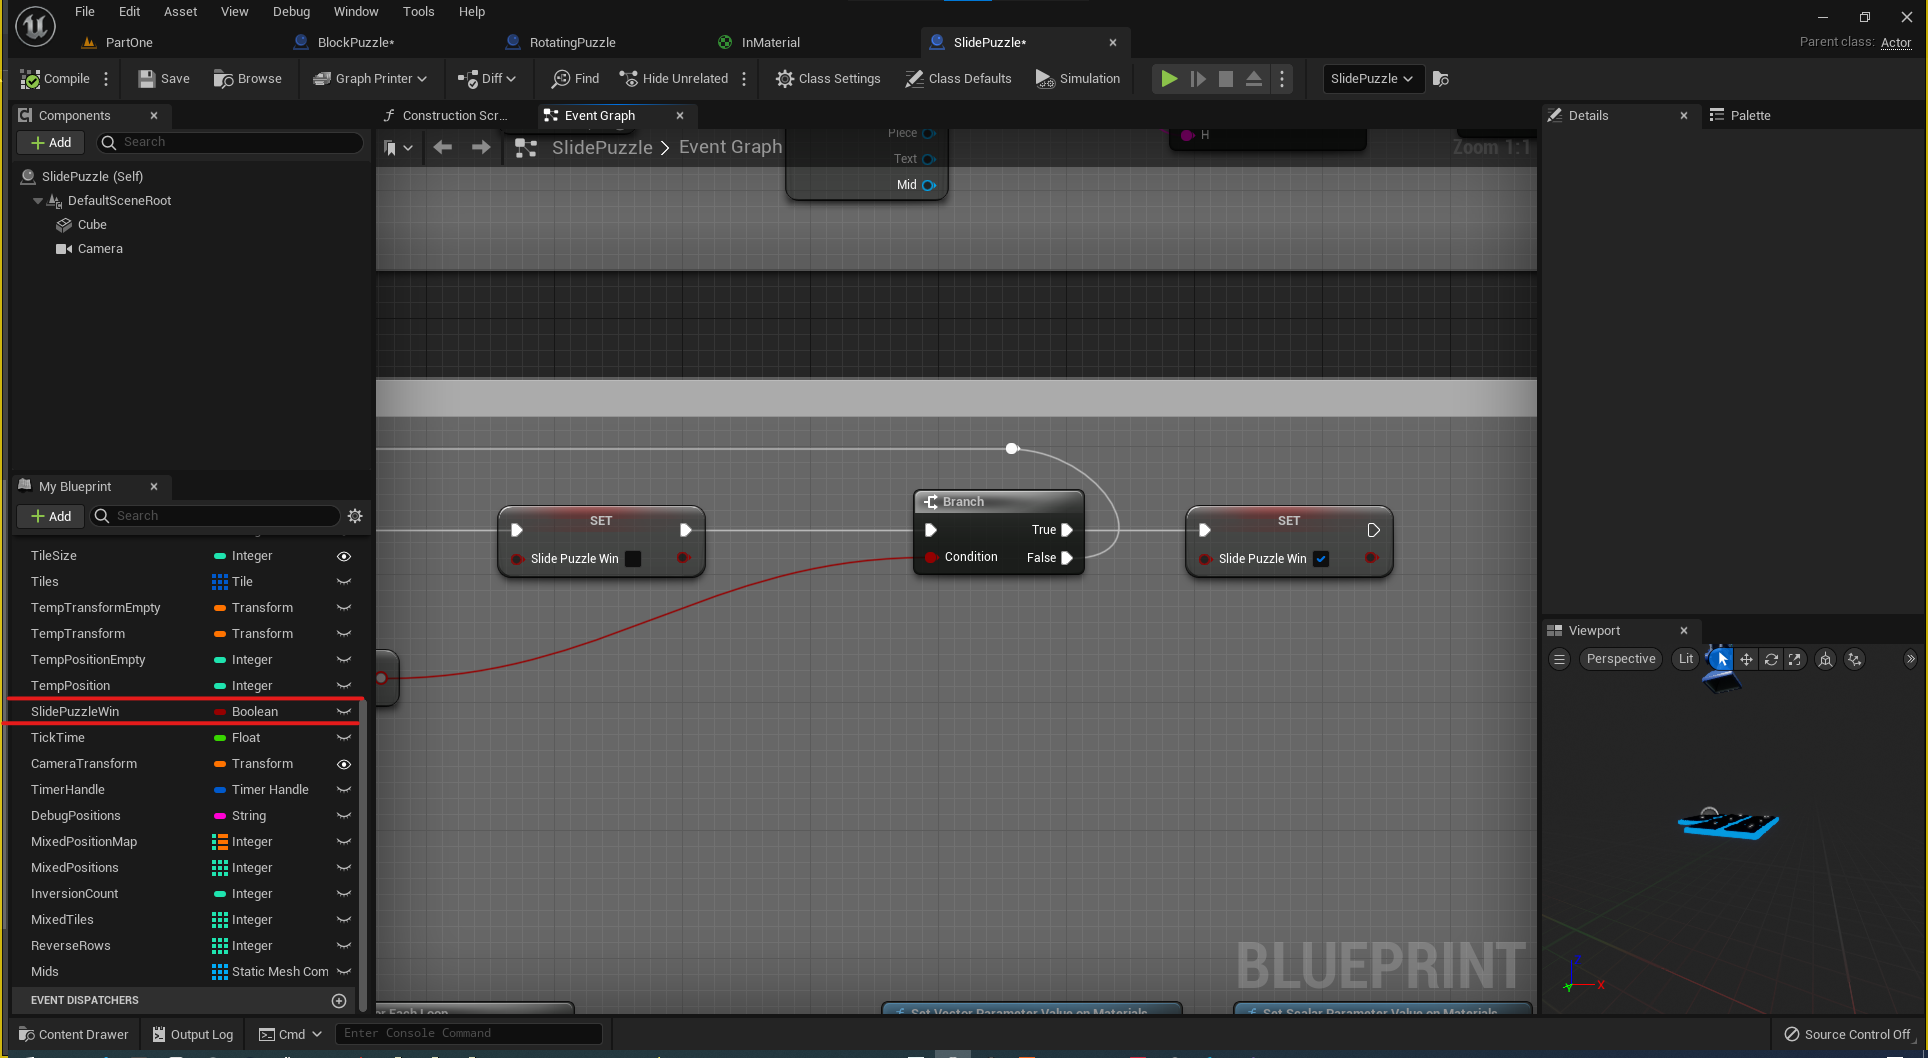 File Edit Asset View Debug Window Tools Help
PartOne BlockPuzzle* RotatingPuzzle InMaterial SlidePuzzle*
Parent class: Actor
Compile Save Browse Graph Printer Diff Find Hide Unrelated Class Settings Class Defaults Simulation SlidePuzzle
Components
Add Search
SlidePuzzle (Self)
DefaultSceneRoot
Cube
Camera
Construction Scr... Event Graph
SlidePuzzle > Event Graph
Zoom 1:1
Piece
Text
Mid
H
SET
Slide Puzzle Win
Branch
True
Condition False
SET
Slide Puzzle Win
BLUEPRINT
Each Loop
Set Vector Parameter Value on Materials
Set Scalar Parameter Value on Materials
My Blueprint
Add Search
TileSize Integer
Tiles Tile
TempTransformEmpty Transform
TempTransform Transform
TempPositionEmpty Integer
TempPosition Integer
SlidePuzzleWin Boolean
TickTime Float
CameraTransform Transform
TimerHandle Timer Handle
DebugPositions String
MixedPositionMap Integer
MixedPositions Integer
InversionCount Integer
MixedTiles Integer
ReverseRows Integer
Mids Static Mesh Com
EVENT DISPATCHERS
Details Palette
Viewport
Perspective Lit
X
Content Drawer Output Log Cmd Enter Console Command Source Control Off